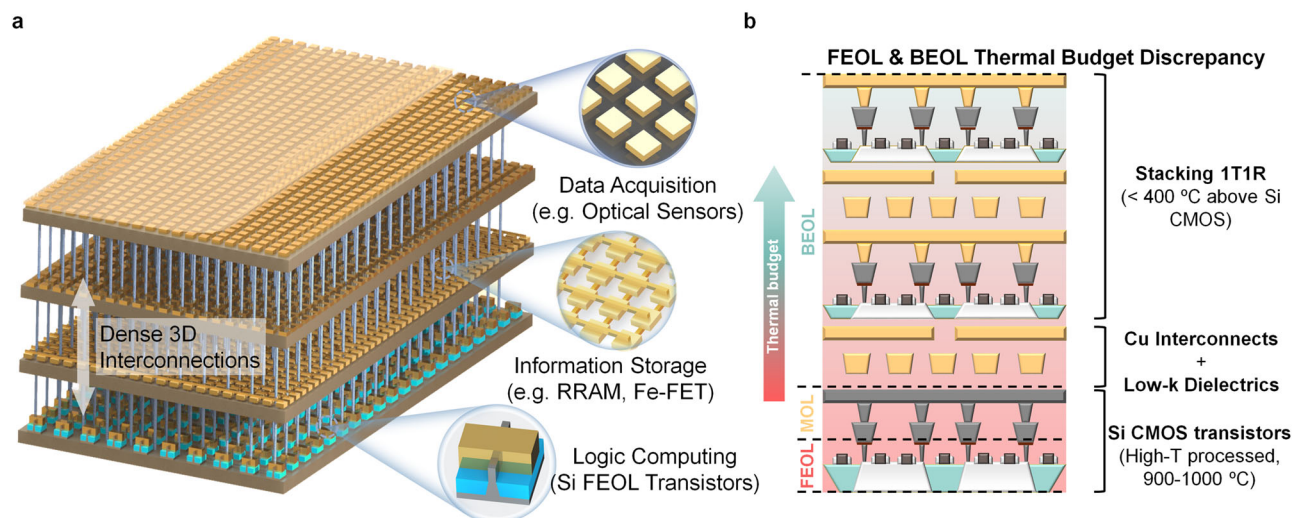 a
Dense 3D
Interconnections
Data Acquisition
(e.g. Optical Sensors)
Information Storage
(e.g. RRAM, Fe-FET)
Logic Computing
(Si FEOL Transistors)
b
FEOL & BEOL Thermal Budget Discrepancy
Thermal budget
BEOL
MOL
FEOL
Stacking 1T1R
(< 400 ºC above Si
CMOS)
Cu Interconnects
+
Low-k Dielectrics
Si CMOS transistors
(High-T processed,
900-1000 ºC)